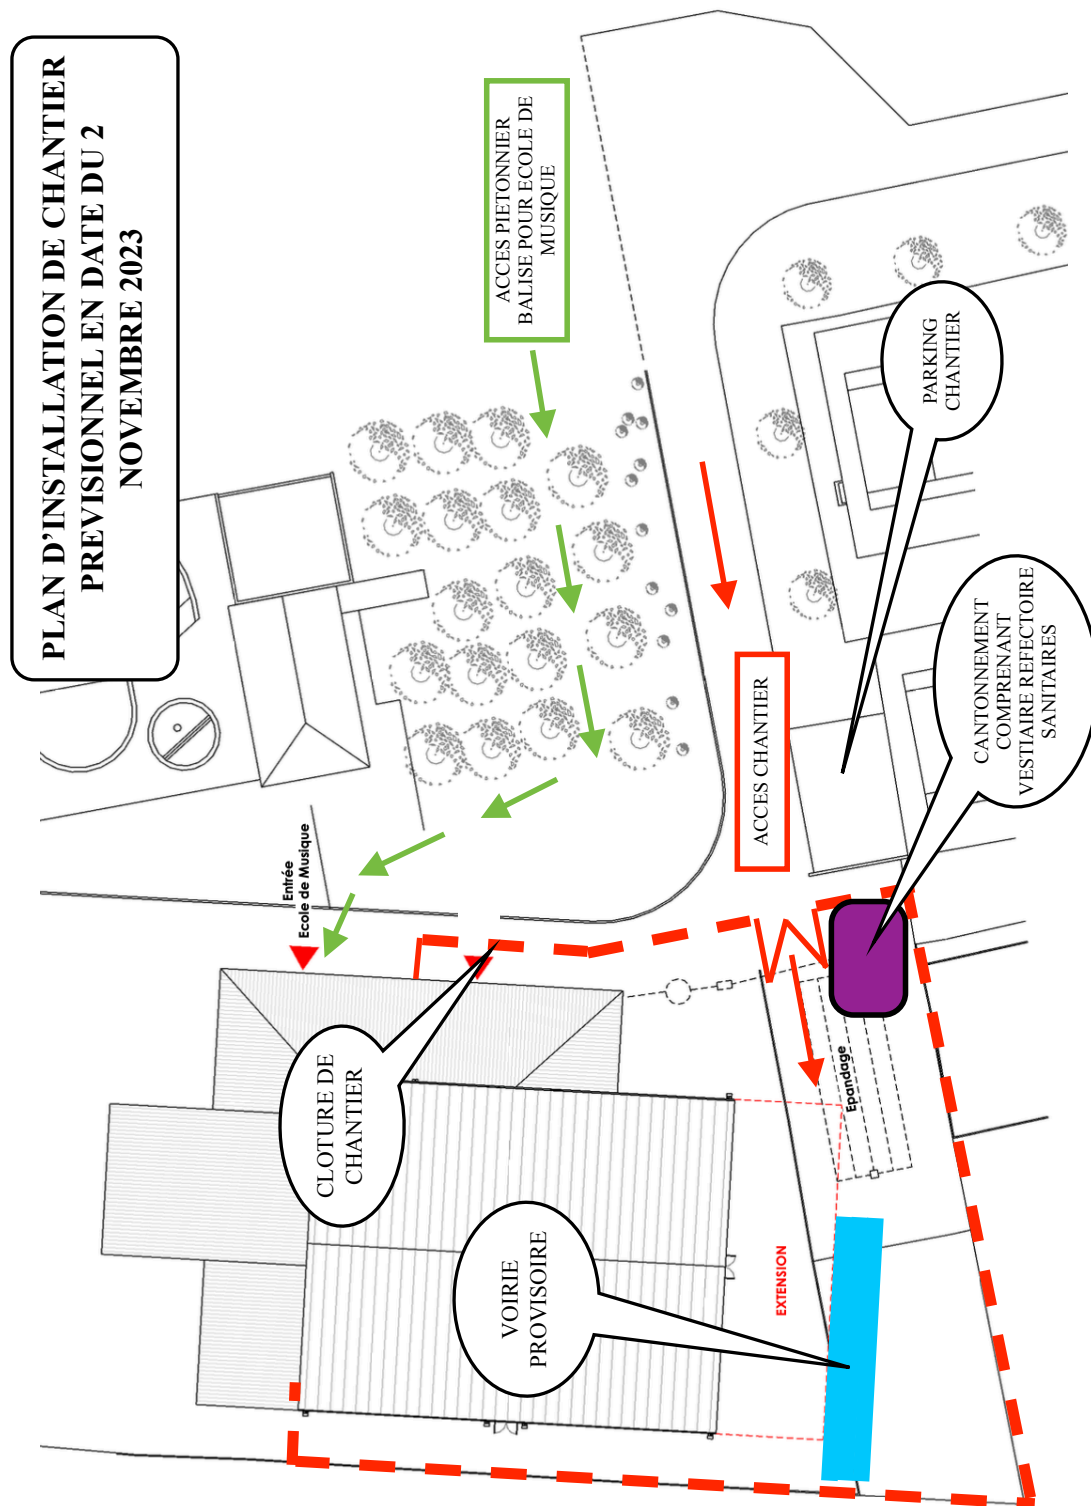 PLAN D'INSTALLATION DE CHANTIER
PREVISIONNEL EN DATE DU 2
NOVEMBRE 2023
ACCES PIETONNIER
BALISE POUR ECOLE DE
MUSIQUE
PARKING
CHANTIER
ACCES CHANTIER
CANTONNEMENT
COMPRENANT
VESTIAIRE REFECTOIRE
SANITAIRES
Entrée
Ecole de Musique
CLOTURE DE
CHANTIER
Epandage
VOIRIE
PROVISOIRE
EXTENSION